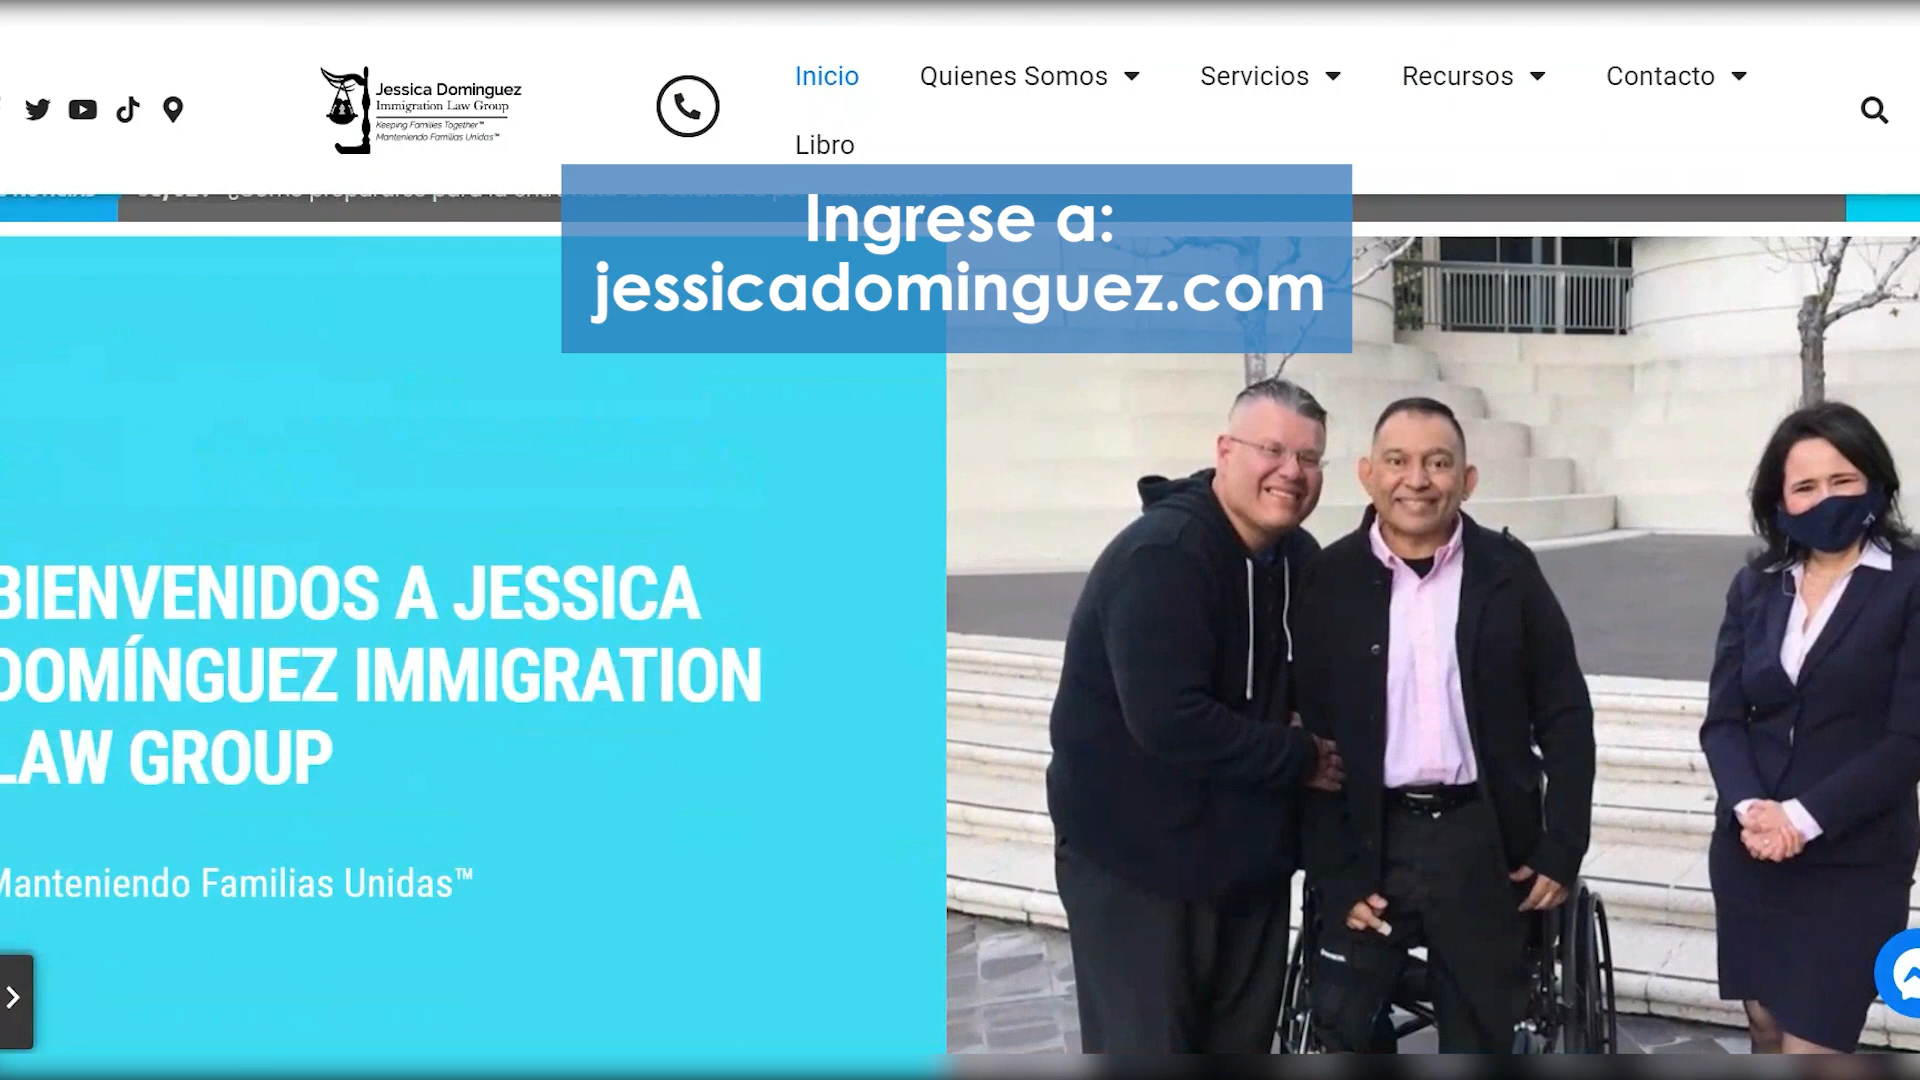 Jessica Dominguez
Immigration Law Group
Keeping Families Together™
Manteniendo Familias Unidas™
Inicio
Quienes Somos
Servicios
Recursos
Contacto
Libro
Ingrese a:
jessicadominguez.com
BIENVENIDOS A JESSICA
DOMÍNGUEZ IMMIGRATION
LAW GROUP
Manteniendo Familias Unidas™